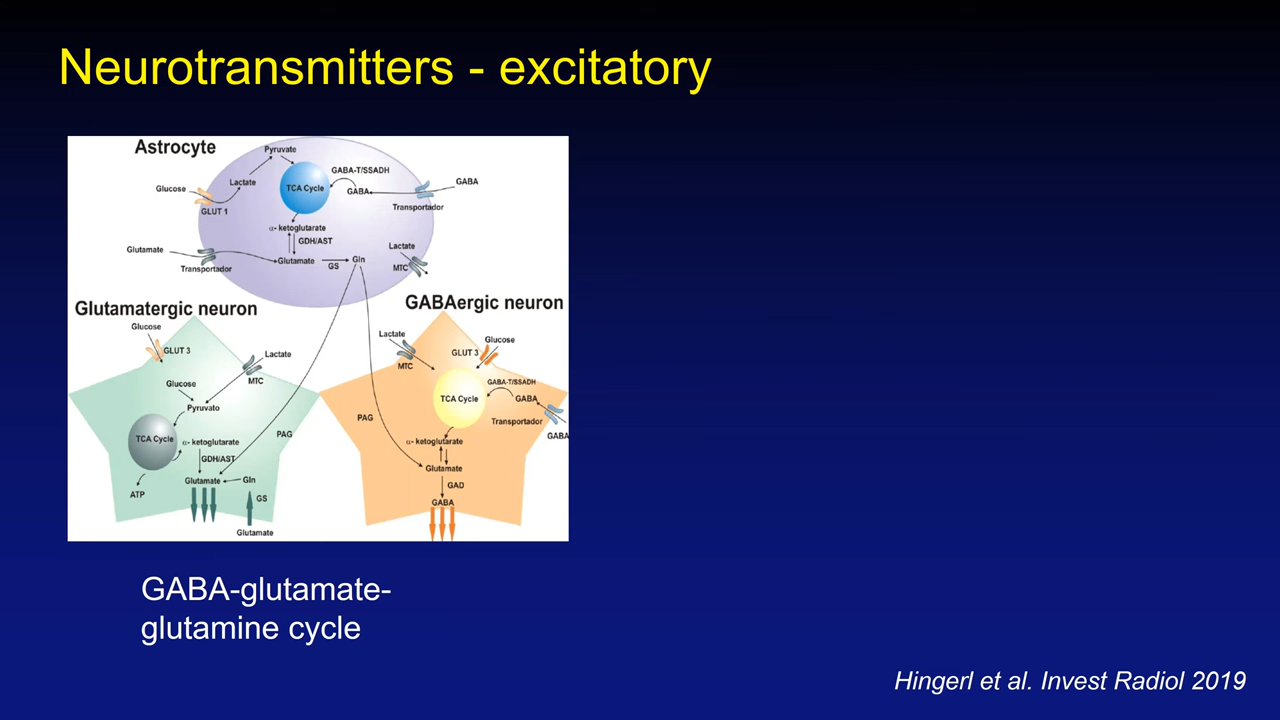 Neurotransmitters - excitatory
Astrocyte
Pyruvate
Glucose
Lactate
TCA Cycle
GABA-T/SSADH
GABA
GABA
GLUT 1
Transportador
α- ketoglutarate
GDH/AST
Glutamate
Transportador
Glutamate
GS
Gln
Lactate
MTC
Glutamatergic neuron
Glucose
GLUT 3
Lactate
MTC
Glucose
Pyruvato
TCA Cycle
α- ketoglutarate
PAG
GDH/AST
Glutamate
Gln
ATP
GS
Glutamate
GABAergic neuron
Lactate
Glucose
GLUT 3
MTC
TCA Cycle
GABA-T/SSADH
GABA
Transportador
GABA
PAG
α- ketoglutarate
Glutamate
GAD
GABA
GABA-glutamate-
glutamine cycle
Hingerl et al. Invest Radiol 2019